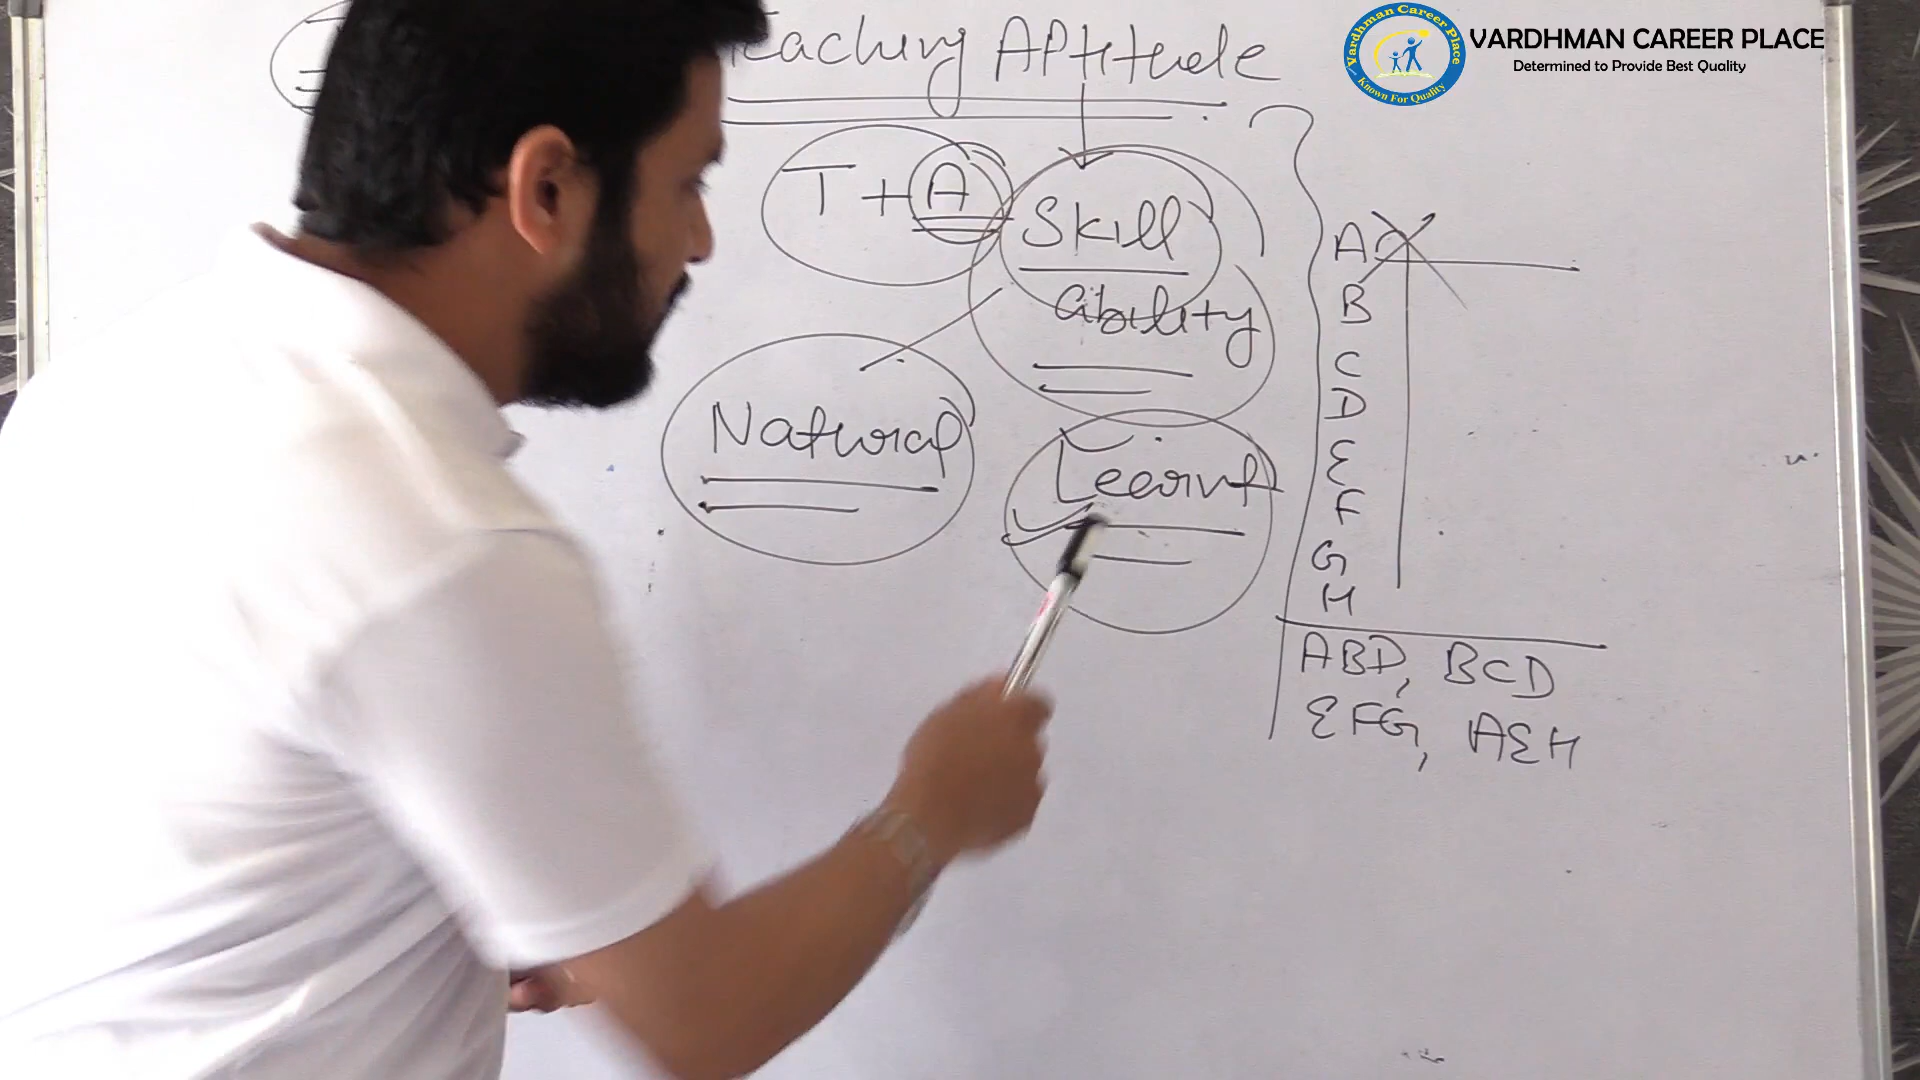 Vardhman Career Place
Known For Quality
VARDHMAN CAREER PLACE
Determined to Provide Best Quality
eaching APtitude
T + A
Skill
ability
Natural
Learnt
A
B
C
D
E
F
G
H
ABD, BCD
EFG, AEH